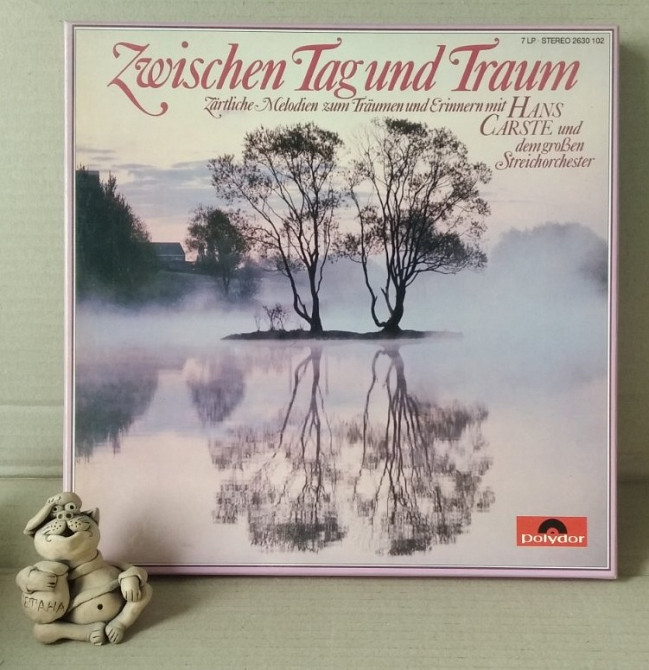 7 LP · STEREO 2630 102
Zwischen Tag und Traum
Zärtliche Melodien zum Träumen und Erinnern mit HANS
CARSTE und
dem großen
Streichorchester
polydor
ЕТАНА